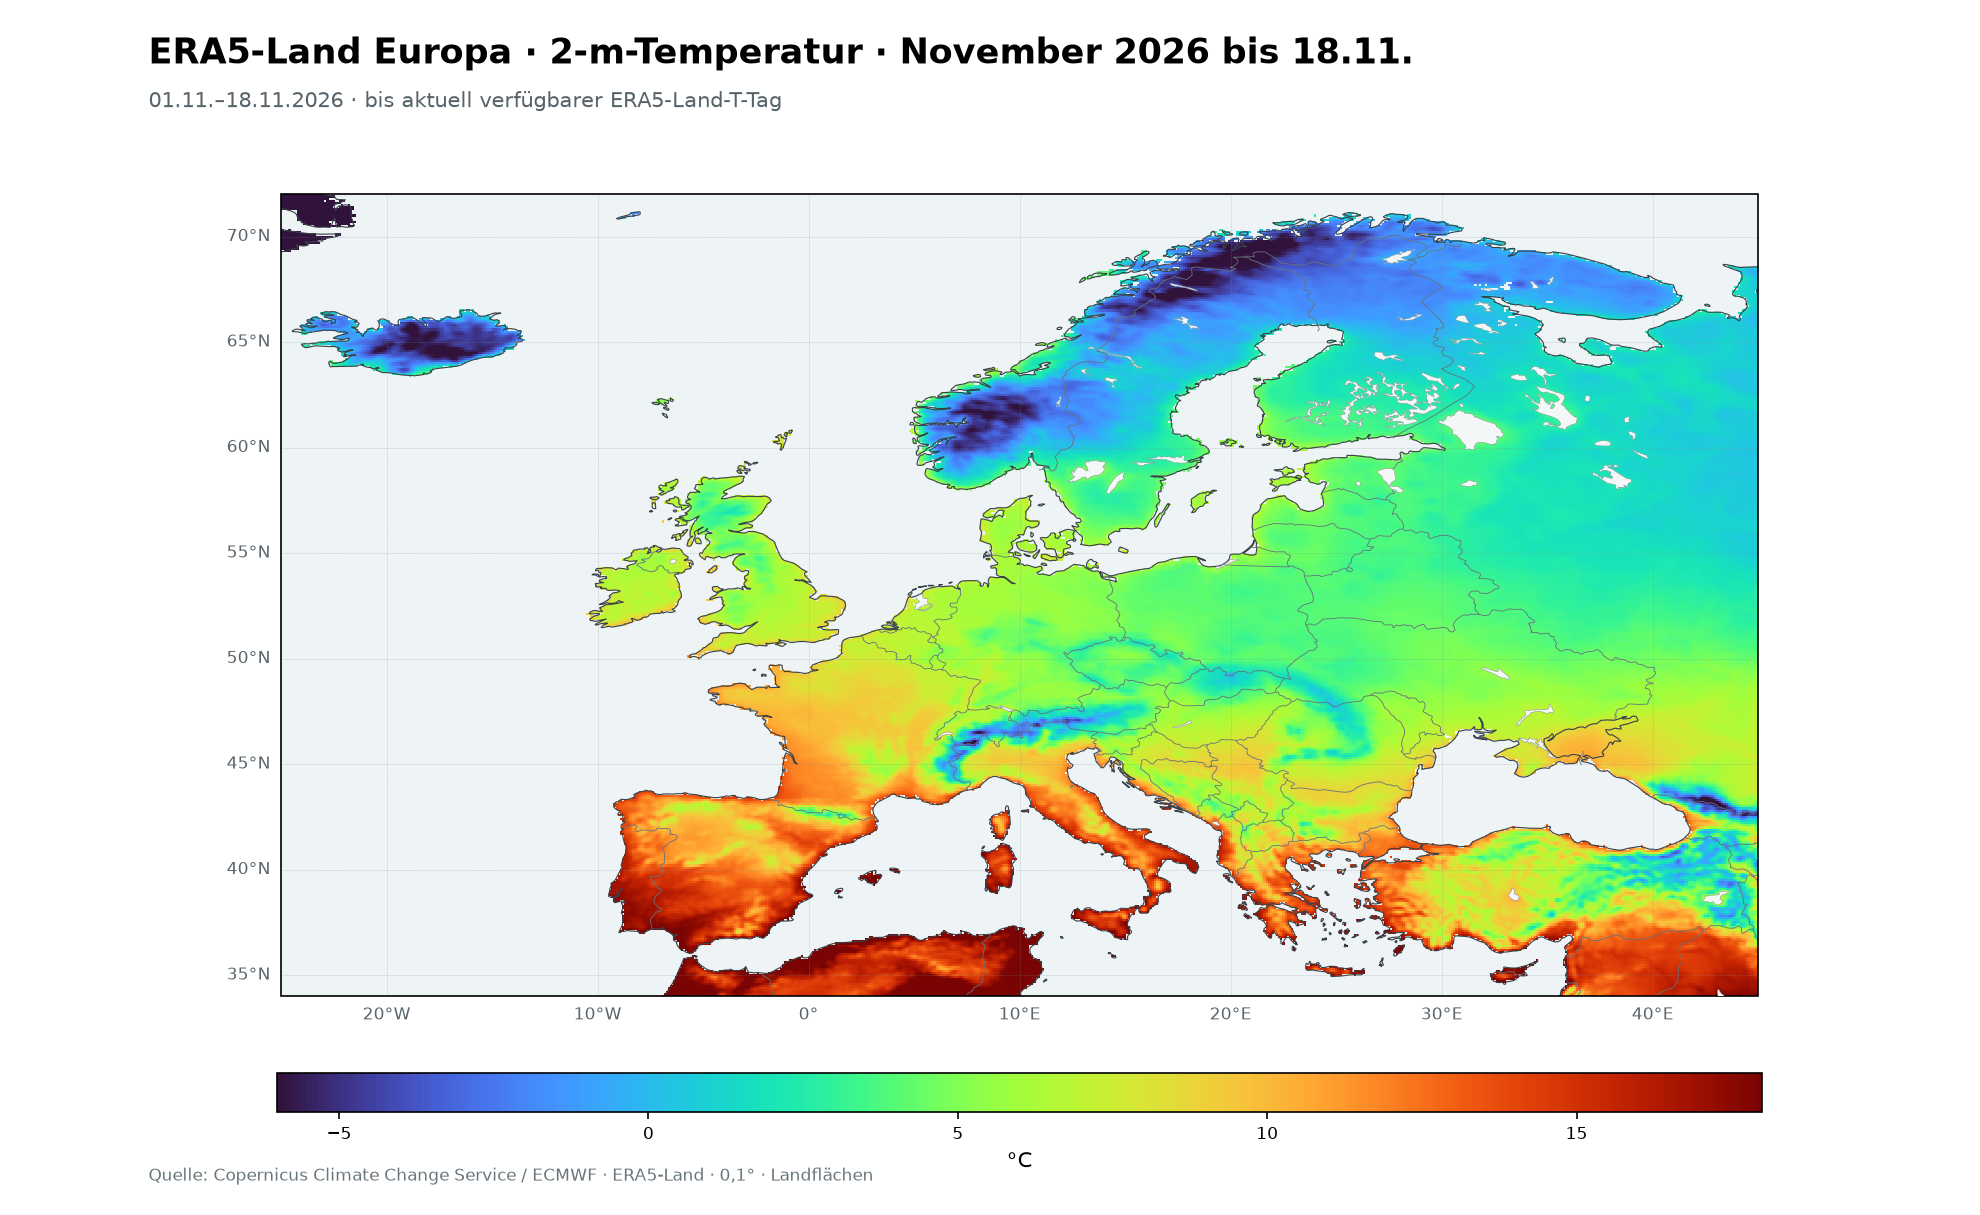 ERA5-Land Europa · 2-m-Temperatur · November 2026 bis 18.11.
01.11.–18.11.2026 · bis aktuell verfügbarer ERA5-Land-T-Tag
70°N
65°N
60°N
55°N
50°N
45°N
40°N
35°N
20°W 10°W 0° 10°E 20°E 30°E 40°E
−5 0 5 10 15
°C
Quelle: Copernicus Climate Change Service / ECMWF · ERA5-Land · 0,1° · Landflächen